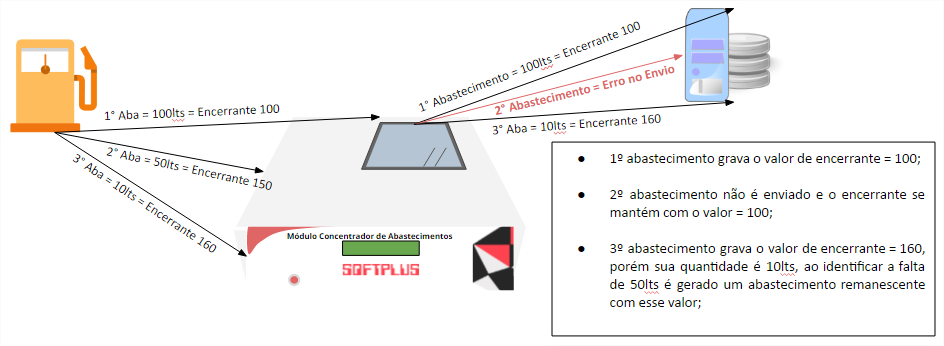 1° Aba = 100lts = Encerrante 100
2° Aba = 50lts = Encerrante 150
3° Aba = 10lts = Encerrante 160
1° Abastecimento = 100lts = Encerrante 100
2° Abastecimento = Erro no Envio
3° Aba = 10lts = Encerrante 160
Módulo Concentrador de Abastecimentos
SQFTPLUS
● 1º abastecimento grava o valor de encerrante = 100;
● 2º abastecimento não é enviado e o encerrante se
mantém com o valor = 100;
● 3º abastecimento grava o valor de encerrante = 160,
porém sua quantidade é 10lts, ao identificar a falta
de 50lts é gerado um abastecimento remanescente
com esse valor;